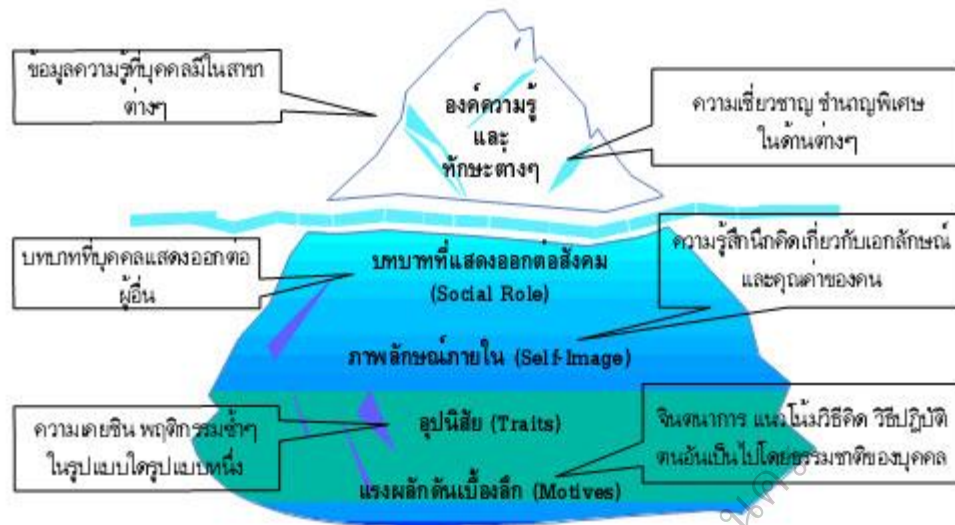 ข้อมูลความรู้ที่บุคคลมีในสาขา
ต่างๆ
องค์ความรู้
และ
ทักษะต่างๆ
ความเชี่ยวชาญ ชำนาญพิเศษ
ในด้านต่างๆ
บทบาทที่บุคคลแสดงออกต่อ
ผู้อื่น
บทบาทที่แสดงออกต่อสังคม
(Social Role)
ความรู้สึกนึกคิดเกี่ยวกับเอกลักษณ์
และคุณค่าของคน
ภาพลักษณ์ภายใน (Self-Image)
ความเคยชิน พฤติกรรมซ้ำๆ
ในรูปแบบใดรูปแบบหนึ่ง
อุปนิสัย (Traits)
จินตนาการ แนวโน้มวิธีคิด วิธีปฏิบัติ
ตนอันเป็นไปโดยธรรมชาติของบุคคล
แรงผลักดันเบื้องลึก (Motives)